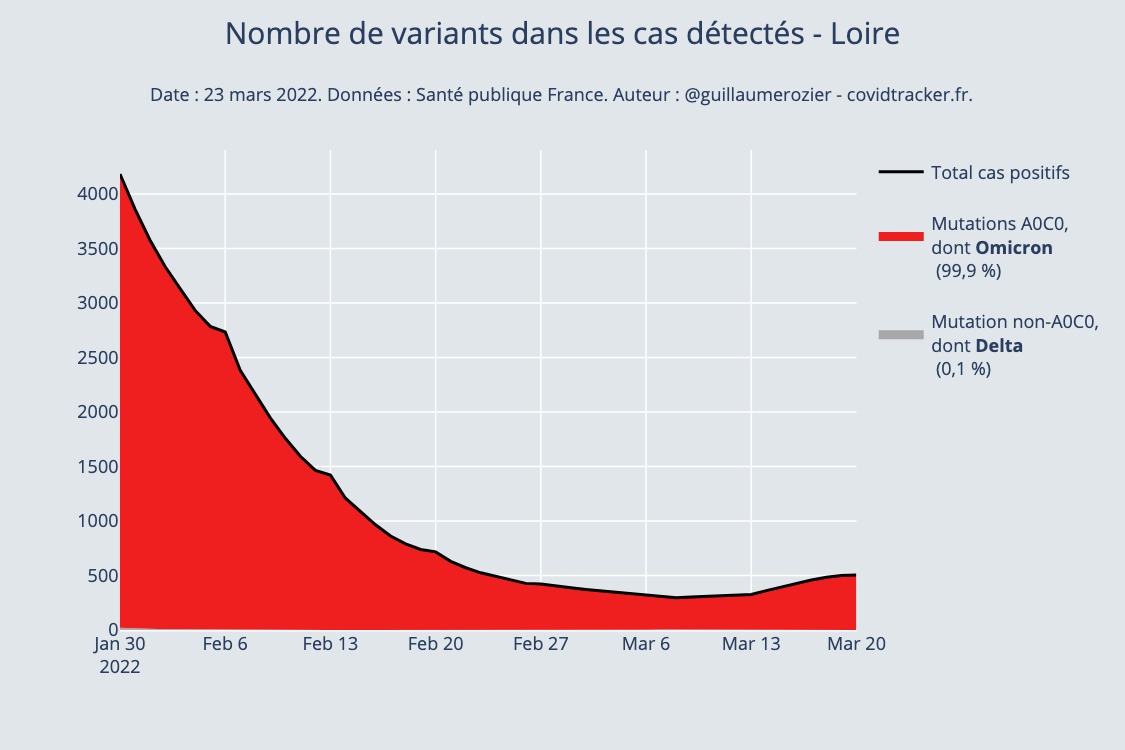 Nombre de variants dans les cas détectés - Loire
Date : 23 mars 2022. Données : Santé publique France. Auteur : @guillaumerozier - covidtracker.fr.
Total cas positifs
Mutations A0C0,
dont Omicron
(99,9 %)
Mutation non-A0C0,
dont Delta
(0,1 %)
4000
3500
3000
2500
2000
1500
1000
500
0
Jan 30 Feb 6 Feb 13 Feb 20 Feb 27 Mar 6 Mar 13 Mar 20
2022